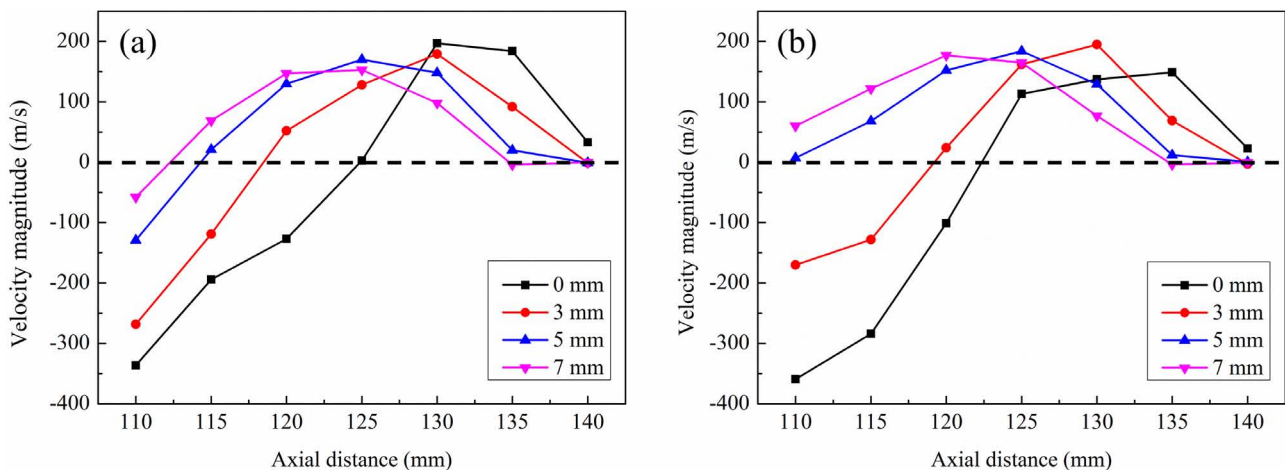 (a)
Velocity magnitude (m/s)
200
100
0
-100
-200
-300
-400
0 mm
3 mm
5 mm
7 mm
110 115 120 125 130 135 140
Axial distance (mm)
(b)
Velocity magnitude (m/s)
200
100
0
-100
-200
-300
-400
0 mm
3 mm
5 mm
7 mm
110 115 120 125 130 135 140
Axial distance (mm)